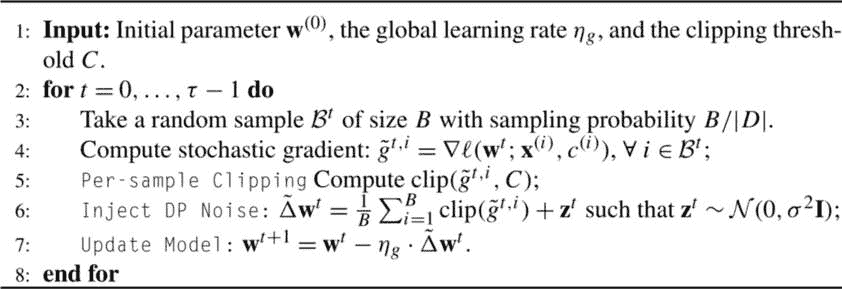 1: Input: Initial parameter w^(0), the global learning rate η_g, and the clipping thresh-
old C.
2: for t = 0, . . . , τ − 1 do
3: Take a random sample ℬ^t of size B with sampling probability B/|D|.
4: Compute stochastic gradient: g̃^{t,i} = ∇ℓ(w^t; x^(i), c^(i)), ∀ i ∈ ℬ^t;
5: Per-sample Clipping Compute clip(g̃^{t,i}, C);
6: Inject DP Noise: Δ̃w^t = 1/B ∑_{i=1}^{B} clip(g̃^{t,i}) + z^t such that z^t ∼ 𝒩(0, σ²I);
7: Update Model: w^{t+1} = w^t − η_g · Δ̃w^t.
8: end for